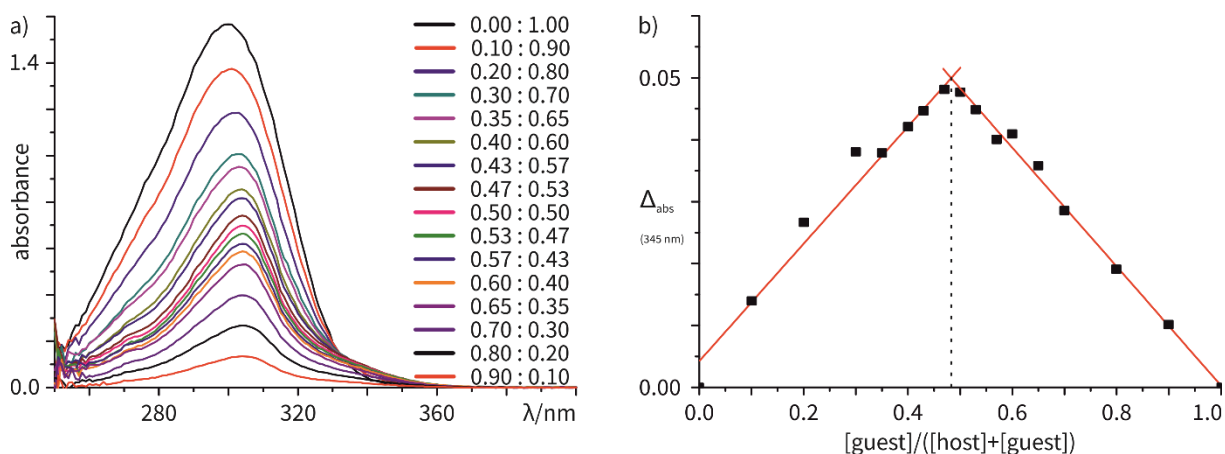 a)
1.4
0.0
absorbance
280
320
360
λ/nm
0.00 : 1.00
0.10 : 0.90
0.20 : 0.80
0.30 : 0.70
0.35 : 0.65
0.40 : 0.60
0.43 : 0.57
0.47 : 0.53
0.50 : 0.50
0.53 : 0.47
0.57 : 0.43
0.60 : 0.40
0.65 : 0.35
0.70 : 0.30
0.80 : 0.20
0.90 : 0.10
b)
0.05
Δabs
(345 nm)
0.00
0.0
0.2
0.4
0.6
0.8
1.0
[guest]/([host]+[guest])